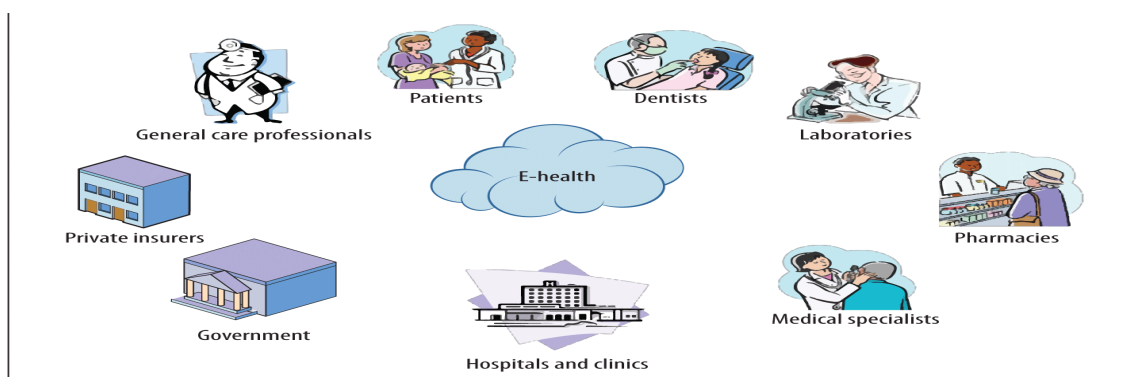 Patients
Dentists
General care professionals
Laboratories
E-health
Private insurers
Pharmacies
Medical specialists
Government
Hospitals and clinics